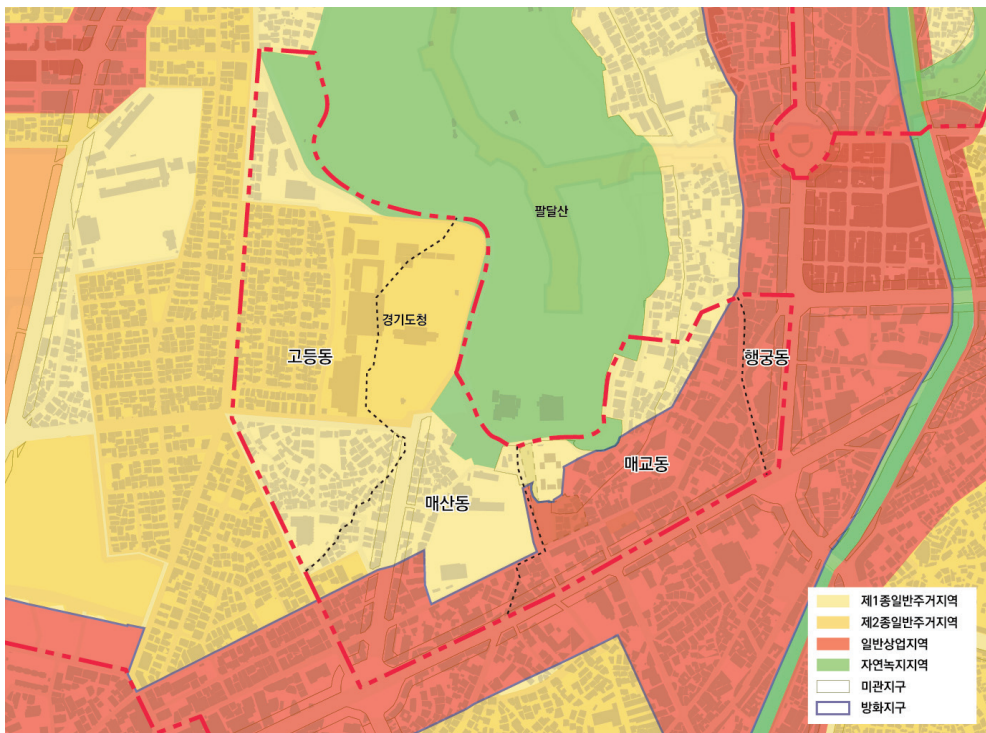 팔달산
경기도청
고등동
행궁동
매교동
매산동
제1종일반주거지역
제2종일반주거지역
일반상업지역
자연녹지지역
미관지구
방화지구